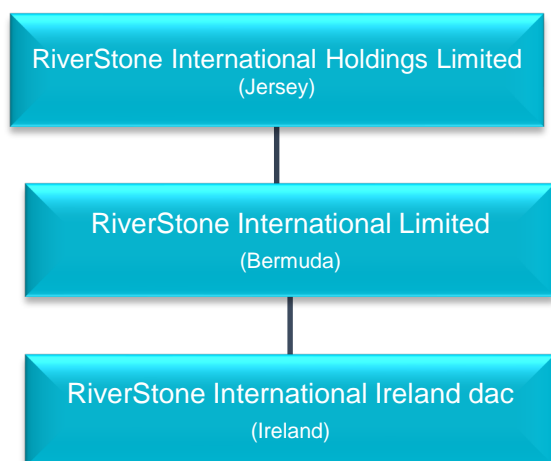 RiverStone International Holdings Limited
(Jersey)
RiverStone International Limited
(Bermuda)
RiverStone International Ireland dac
(Ireland)